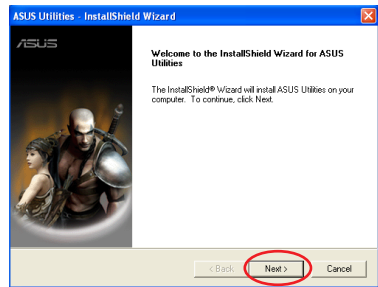 ASUS Utilities - InstallShield Wizard
ASUS
Welcome to the InstallShield Wizard for ASUS
Utilities
The InstallShield® Wizard will install ASUS Utilities on your
computer. To continue, click Next.
< Back
Next >
Cancel